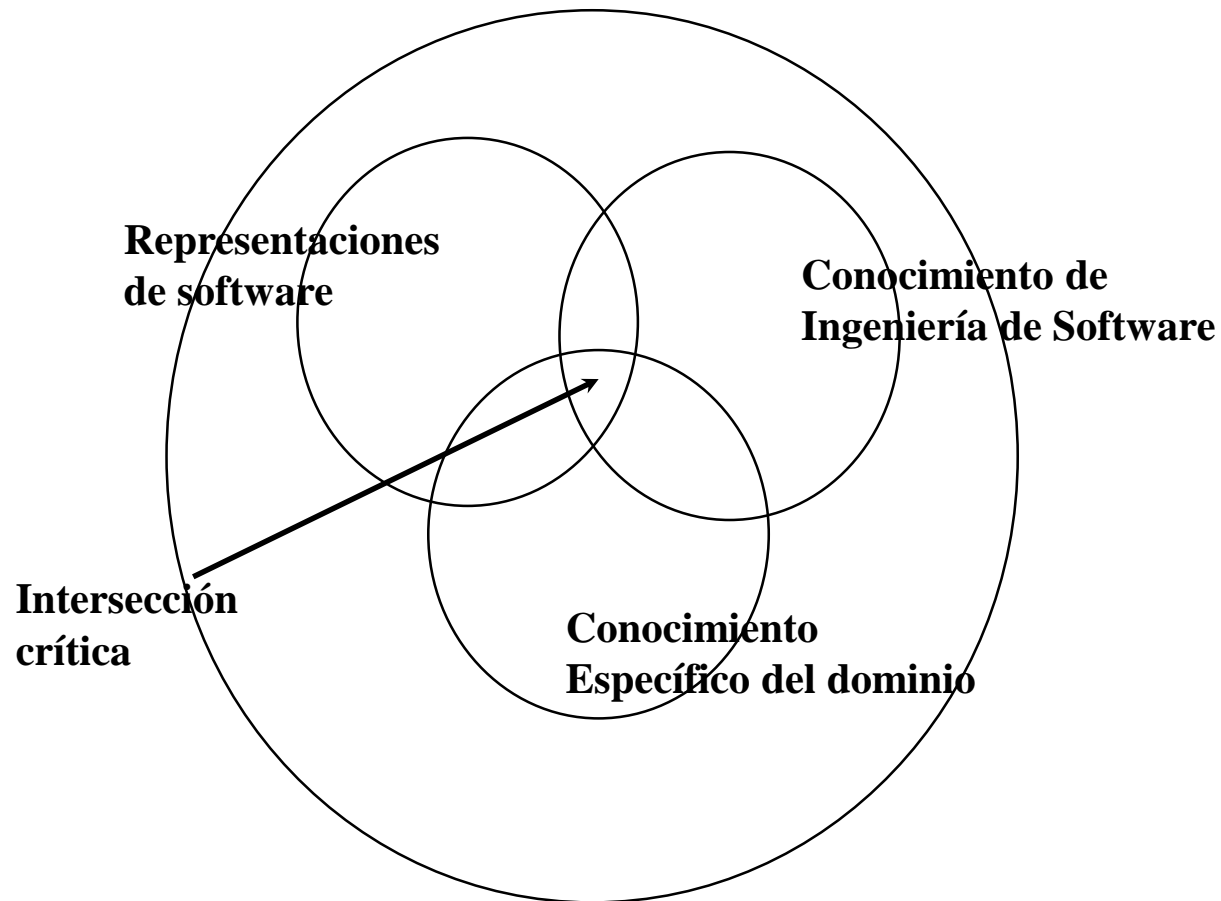 Representaciones
de software
Conocimiento de
Ingeniería de Software
Intersección
crítica
Conocimiento
Específico del dominio